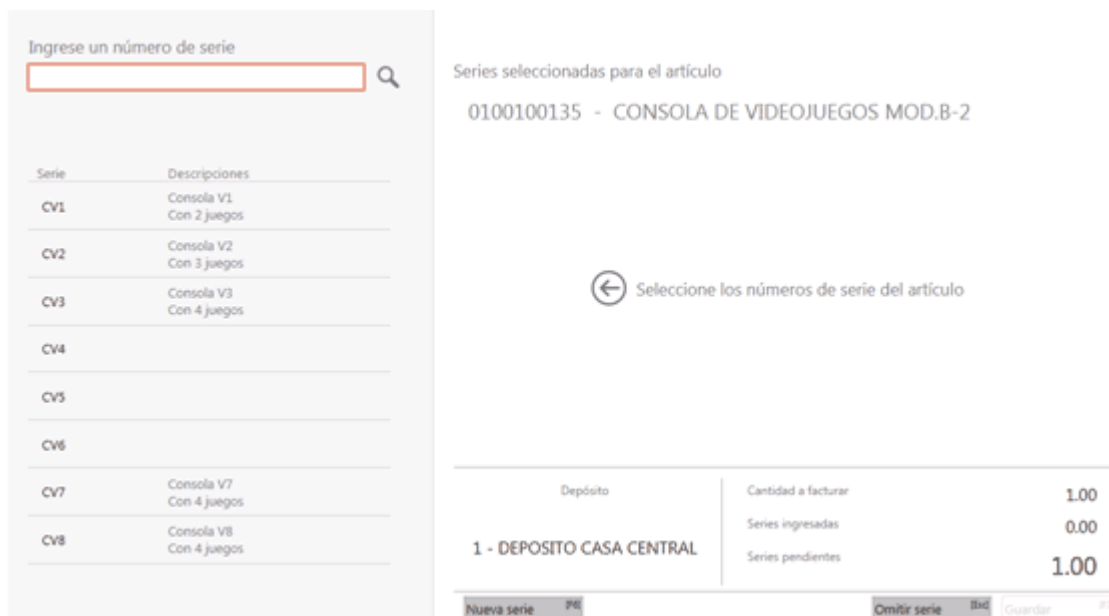 Ingrese un número de serie
Serie Descripciones
CV1 Consola V1
Con 2 juegos
CV2 Consola V2
Con 3 juegos
CV3 Consola V3
Con 4 juegos
CV4
CV5
CV6
CV7 Consola V7
Con 4 juegos
CV8 Consola V8
Con 4 juegos
Series seleccionadas para el artículo
0100100135 - CONSOLA DE VIDEOJUEGOS MOD.B-2
Seleccione los números de serie del artículo
Depósito
1 - DEPOSITO CASA CENTRAL
Cantidad a facturar 1.00
Series ingresadas 0.00
Series pendientes 1.00
Nueva serie
Omitir serie
Guardar